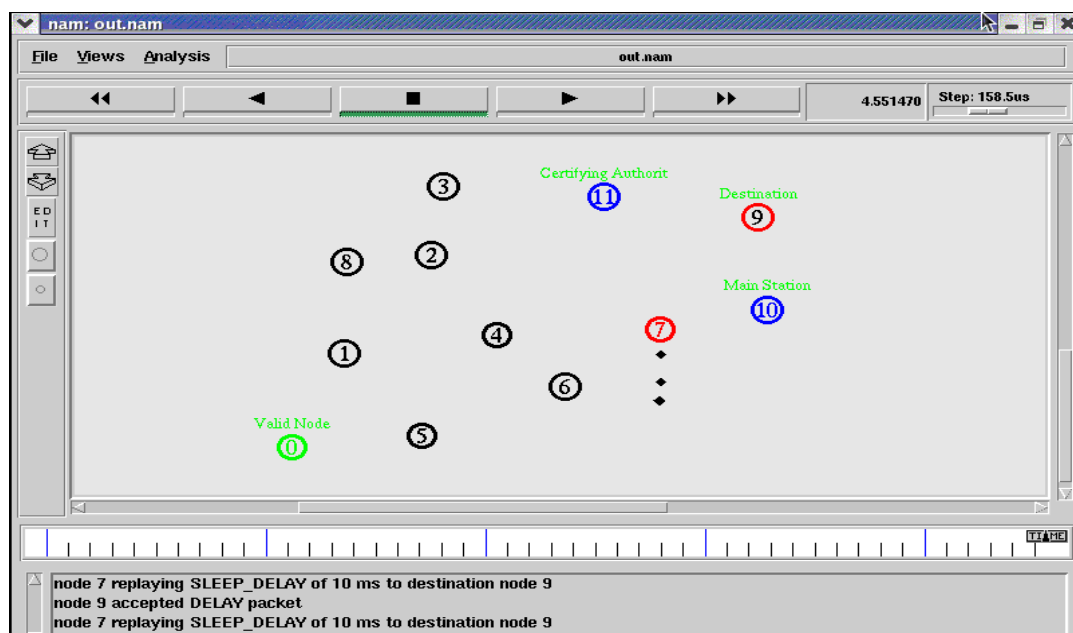 nam: out.nam
File Views Analysis out.nam
4.551470 Step: 158.5us
E D
I T
3
Certifying Authorit
11
Destination
9
8
2
Main Station
10
7
4
1
6
Valid Node
0
5
TIME
node 7 replaying SLEEP_DELAY of 10 ms to destination node 9
node 9 accepted DELAY packet
node 7 replaying SLEEP_DELAY of 10 ms to destination node 9